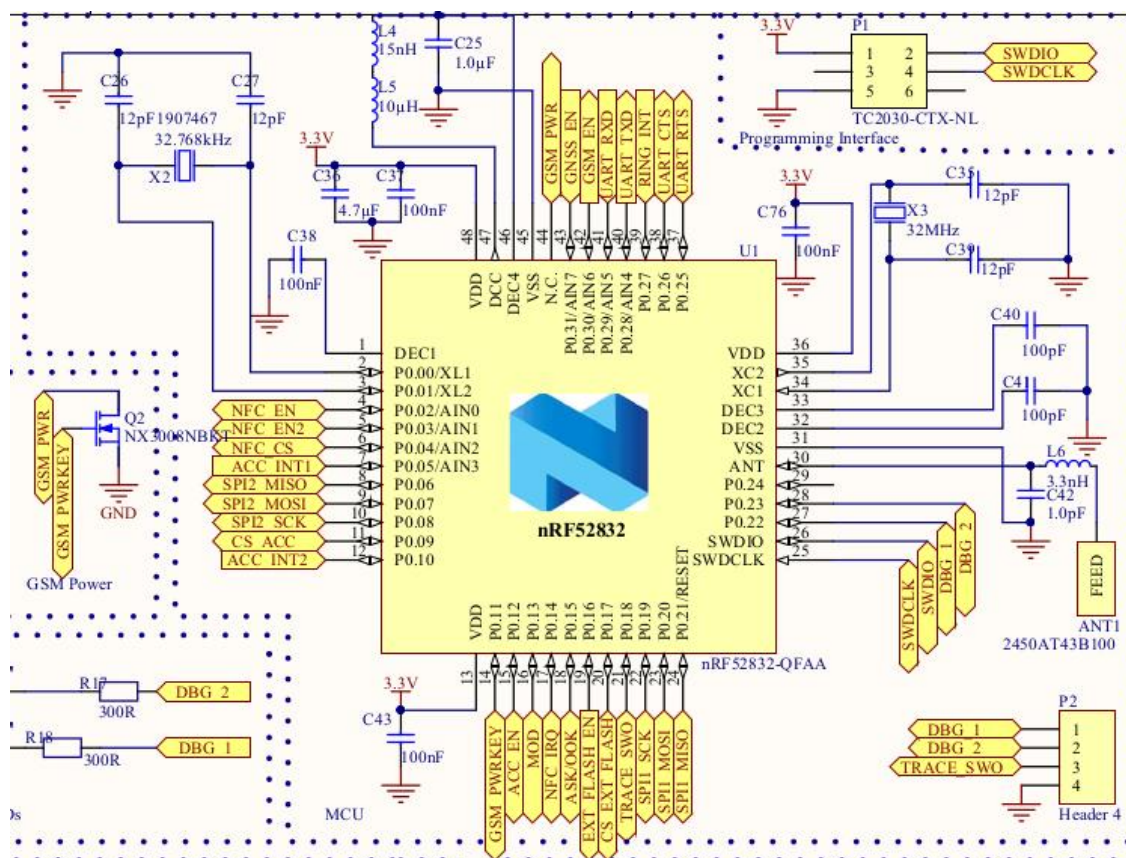 L4
15nH
C25
1.0µF
L5
10µH
C26
12pF
C27
12pF
1907467
32.768kHz
X2
3.3V
C36
4.7µF
C37
100nF
C38
100nF
GSM PWR
GNSS EN
GSM EN
UART RXD
UART TXD
RING INT
UART CTS
UART RTS
3.3V
P1
1 2
3 4
5 6
SWDIO
SWDCLK
TC2030-CTX-NL
Programming Interface
3.3V
C76
100nF
C35
12pF
X3
32MHz
C39
12pF
C40
100pF
C41
100pF
U1
48 47 46 45 44 43 42 41 40 39 38 37
VDD
DCC
DEC4
VSS
N.C.
P0.31/AIN7
P0.30/AIN6
P0.29/AIN5
P0.28/AIN4
P0.27
P0.26
P0.25
1 DEC1
2 P0.00/XL1
3 P0.01/XL2
NFC EN 4 P0.02/AIN0
NFC EN2 5 P0.03/AIN1
NFC CS 6 P0.04/AIN2
ACC INT1 7 P0.05/AIN3
SPI2 MISO 8 P0.06
SPI2 MOSI 9 P0.07
SPI2 SCK 10 P0.08
CS ACC 11 P0.09
ACC INT2 12 P0.10
nRF52832
VDD 36
XC2 35
XC1 34
DEC3 33
DEC2 32
VSS 31
ANT 30
P0.24 29
P0.23 28
P0.22 27
SWDIO 26
SWDCLK 25
L6
3.3nH
C42
1.0pF
SWDCLK
SWDIO
DBG 1
DBG 2
FEED
ANT1
2450AT43B100
VDD
P0.11
P0.12
P0.13
P0.14
P0.15
P0.16
P0.17
P0.18
P0.19
P0.20
P0.21/RESET
nRF52832-QFAA
13 14 15 16 17 18 19 20 21 22 23 24
GSM PWRKEY
ACC EN
MOD
NFC IRQ
ASK/OOK
EXT FLASH EN
CS EXT FLASH
TRACE SWO
SPI1 SCK
SPI1 MOSI
SPI1 MISO
3.3V
C43
100nF
MCU
Q2
NX3008NBKT
GSM PWR
GSM PWRKEY
GND
GSM Power
R17
300R
DBG 2
R18
300R
DBG 1
P2
DBG 1 1
DBG 2 2
TRACE SWO 3
4
Header 4